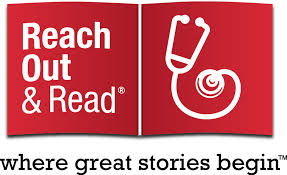 Reach
Out
& Read®
where great stories begin™